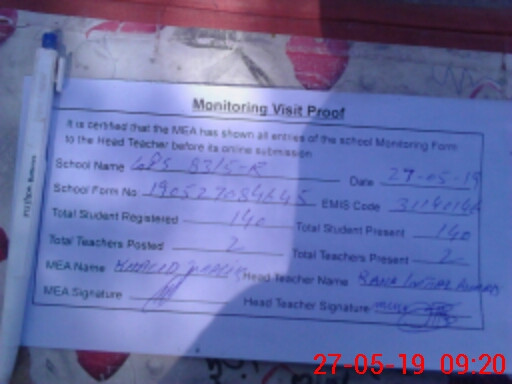 Monitoring Visit Proof
It is certified that the MEA has shown all entries of the school Monitoring Form
to the Head Teacher before its online submission
School Name GPS 83/5-R Date 27-05-19
School Form No EMIS Code
Total Student Registered 140 Total Student Present 140
Total Teachers Posted 2 Total Teachers Present 2
MEA Name Head Teacher Name
MEA Signature Head Teacher Signature
27-05-19 09:20